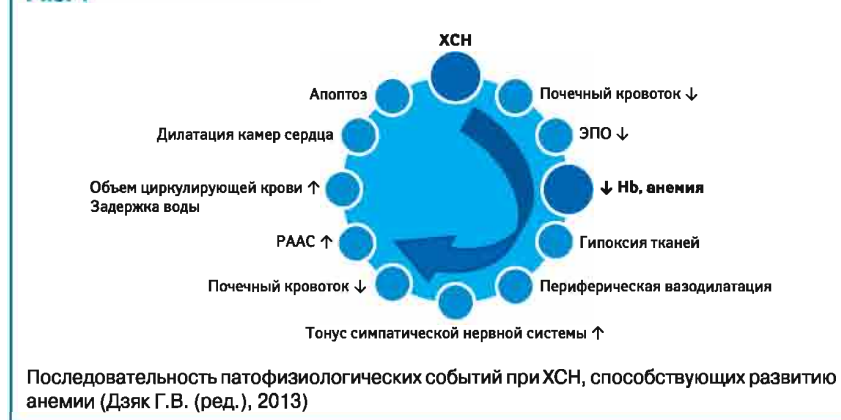 ХСН
Почечный кровоток ↓
ЭПО ↓
↓ Hb, анемия
Гипоксия тканей
Периферическая вазодилатация
Тонус симпатической нервной системы ↑
Почечный кровоток ↓
РААС ↑
Объем циркулирующей крови ↑
Задержка воды
Дилатация камер сердца
Апоптоз
Последовательность патофизиологических событий при ХСН, способствующих развитию
анемии (Дзяк Г.В. (ред.), 2013)